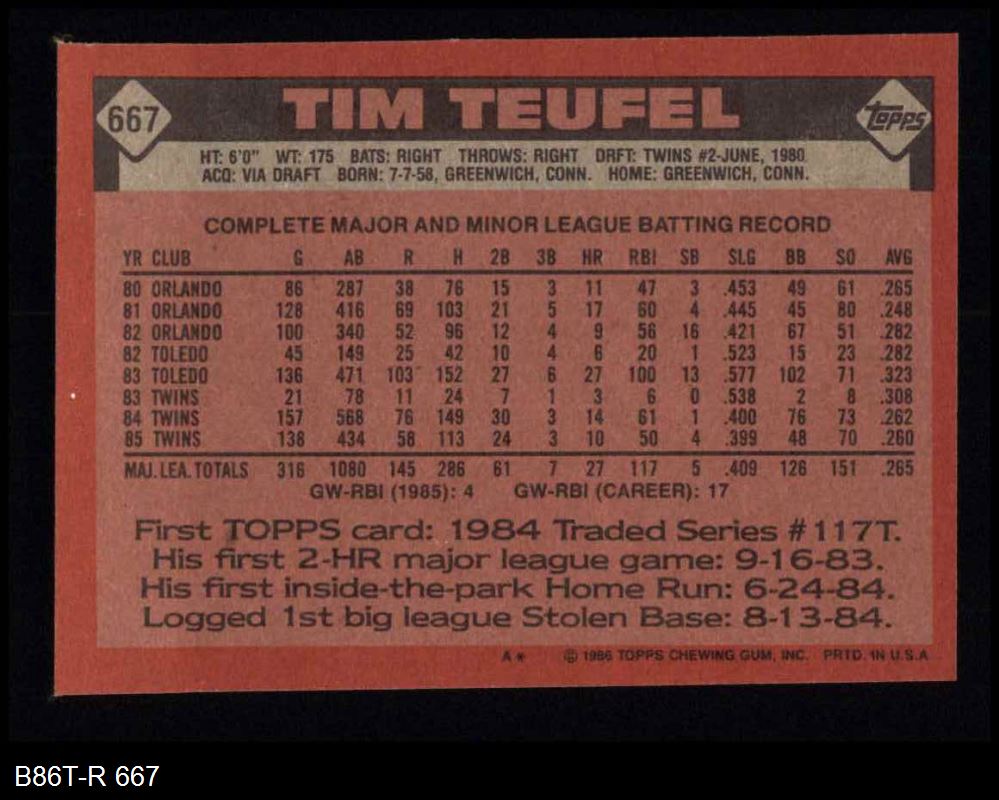 667 TIM TEUFEL Topps
HT: 6'0" WT: 175 BATS: RIGHT THROWS: RIGHT DRFT: TWINS #2-JUNE, 1980
ACQ: VIA DRAFT BORN: 7-7-58, GREENWICH, CONN. HOME: GREENWICH, CONN.
COMPLETE MAJOR AND MINOR LEAGUE BATTING RECORD
YR CLUB G AB R H 2B 3B HR RBI SB SLG BB SO AVG
80 ORLANDO 86 287 38 76 15 3 11 47 3 .453 49 61 .265
81 ORLANDO 128 416 69 103 21 5 17 60 4 .445 45 80 .248
82 ORLANDO 100 340 52 96 12 4 9 56 16 .421 67 51 .282
82 TOLEDO 45 149 25 42 10 4 6 20 1 .523 15 23 .282
83 TOLEDO 136 471 103 152 27 6 27 100 13 .577 102 71 .323
83 TWINS 21 78 11 24 7 1 3 6 0 .538 2 8 .308
84 TWINS 157 568 76 149 30 3 14 61 1 .400 76 73 .262
85 TWINS 138 434 58 113 24 3 10 50 4 .399 48 70 .260
MAJ. LEA. TOTALS 316 1080 145 286 61 7 27 117 5 .409 126 151 .265
GW-RBI (1985): 4 GW-RBI (CAREER): 17
First TOPPS card: 1984 Traded Series #117T.
His first 2-HR major league game: 9-16-83.
His first inside-the-park Home Run: 6-24-84.
Logged 1st big league Stolen Base: 8-13-84.
A* © 1986 TOPPS CHEWING GUM, INC. PRTD. IN U.S.A
B86T-R 667